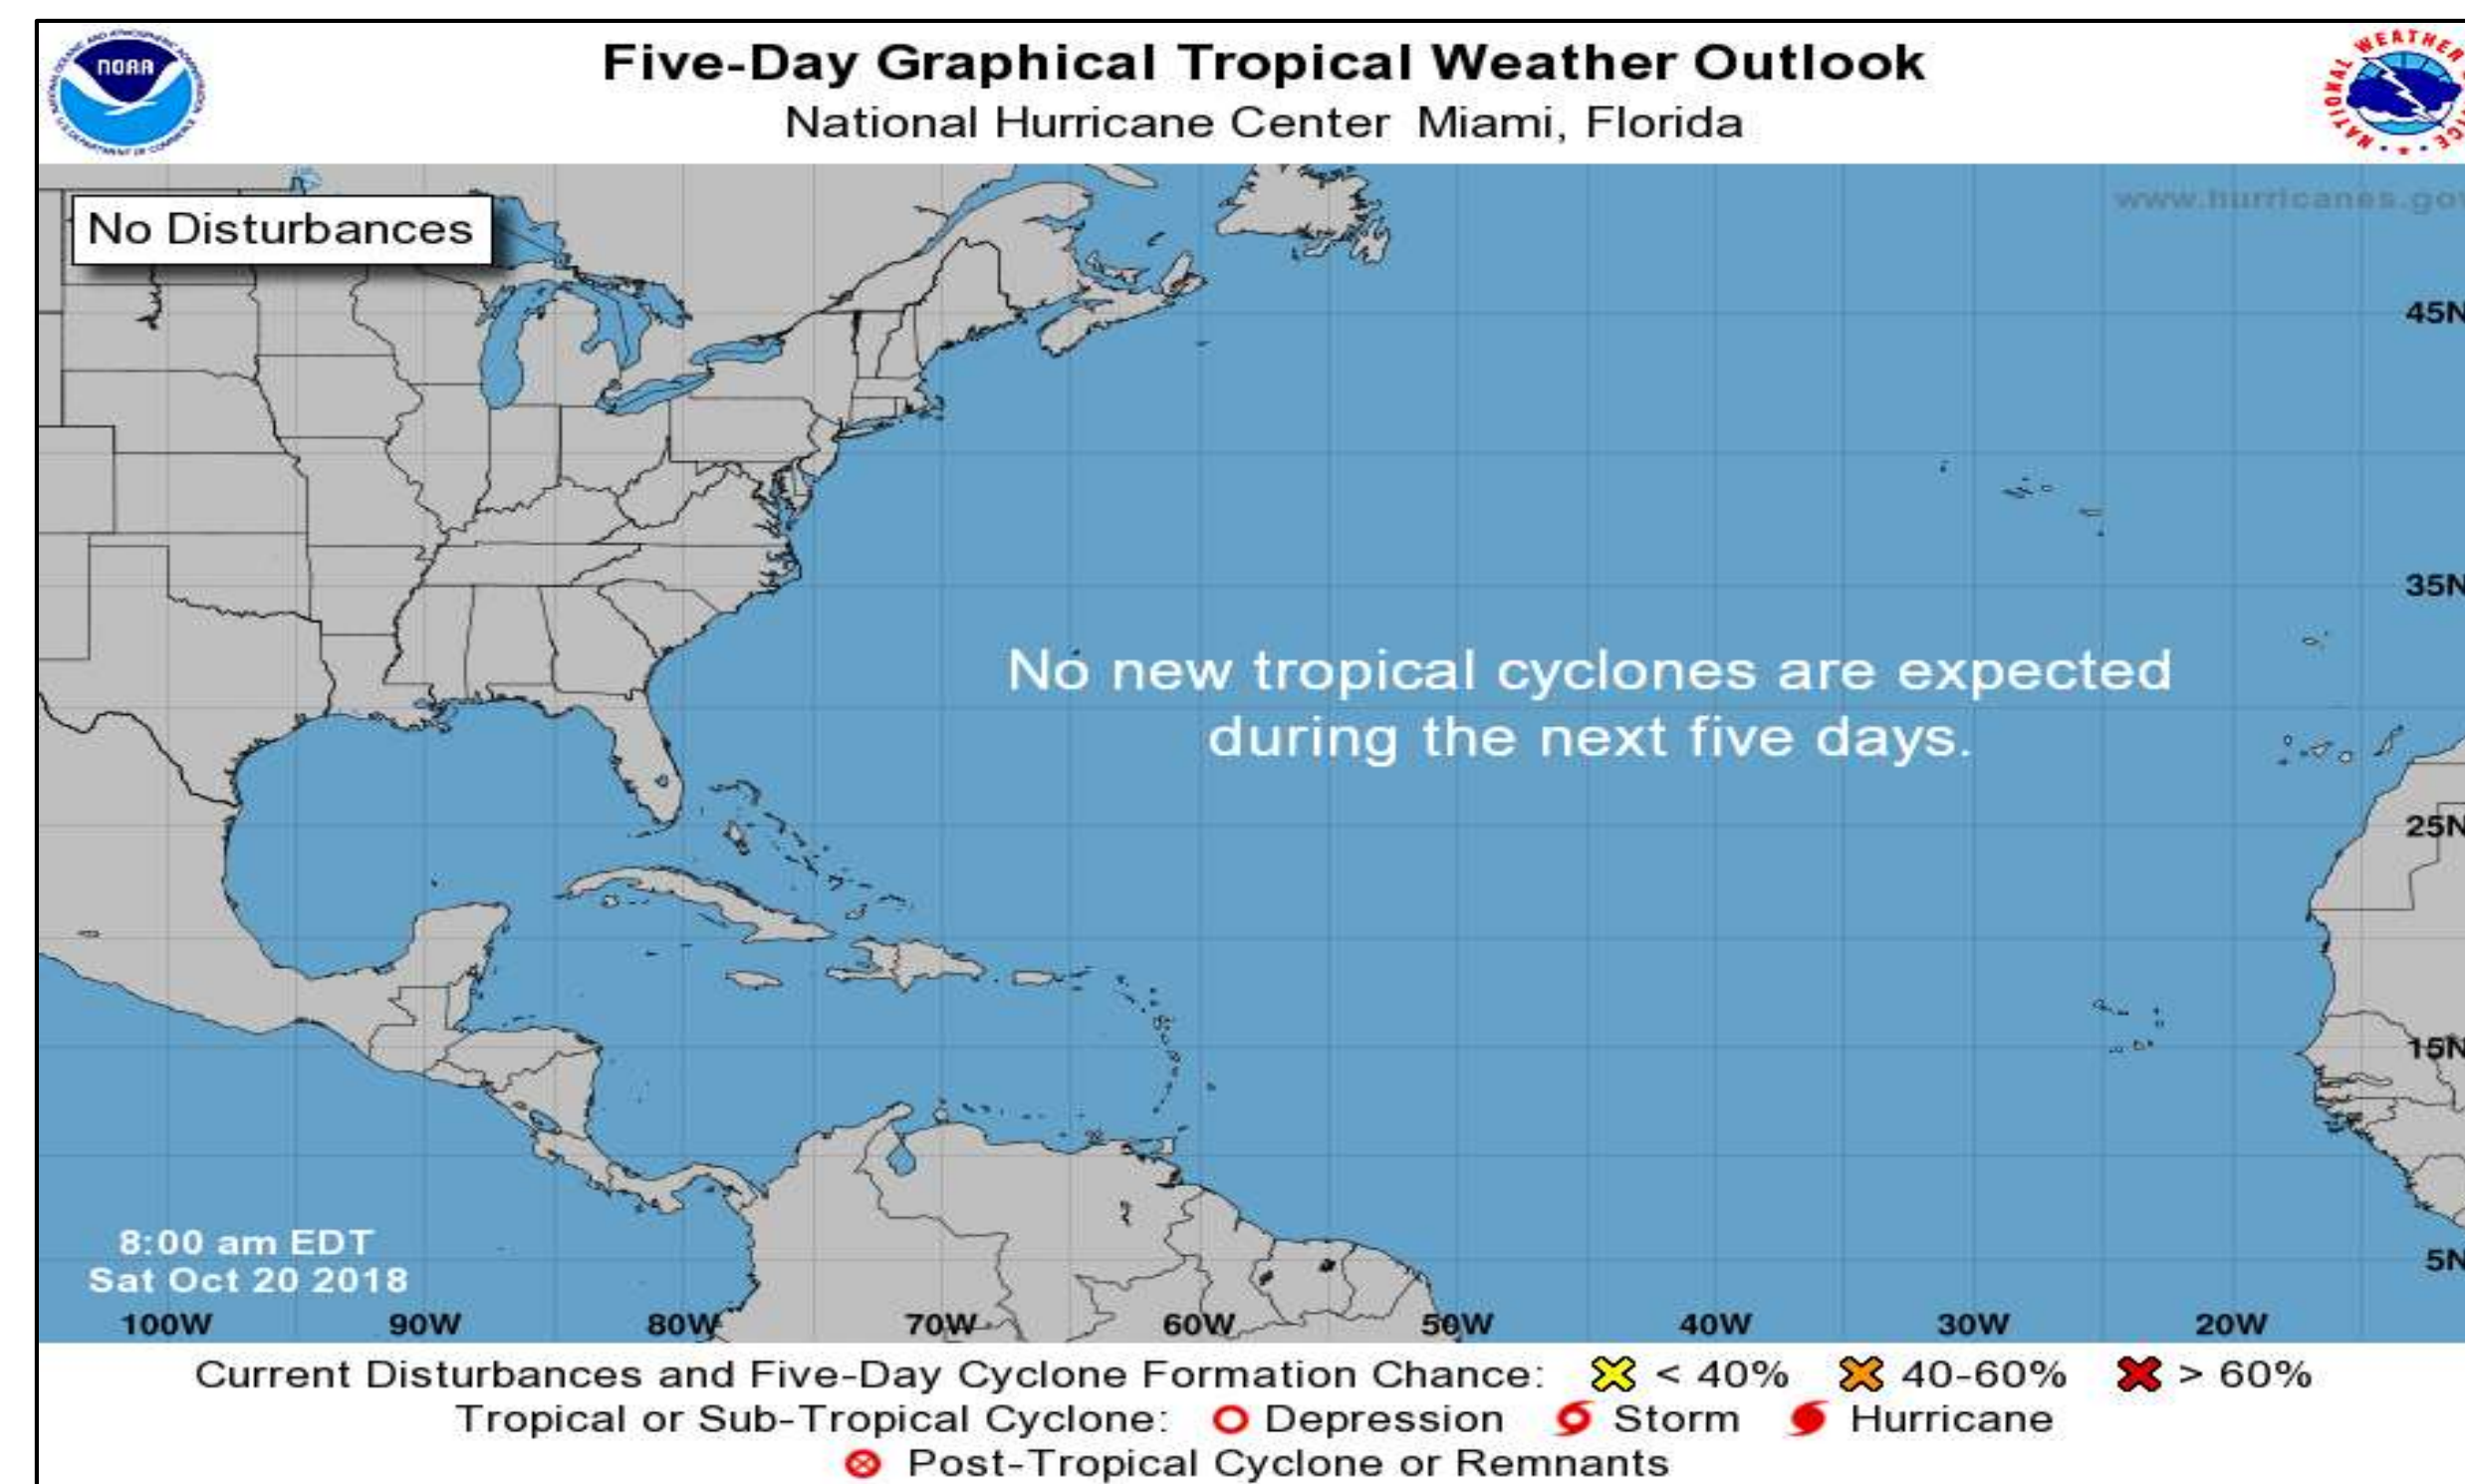 NOAA
Five-Day Graphical Tropical Weather Outlook
National Hurricane Center Miami, Florida
NATIONAL WEATHER
No Disturbances
www.hurricanes.gov
45N
35N
No new tropical cyclones are expected
during the next five days.
25N
15N
5N
8:00 am EDT
Sat Oct 20 2018
100W 90W 80W 70W 60W 50W 40W 30W 20W
Current Disturbances and Five-Day Cyclone Formation Chance: < 40% 40-60% > 60%
Tropical or Sub-Tropical Cyclone: Depression Storm Hurricane
Post-Tropical Cyclone or Remnants